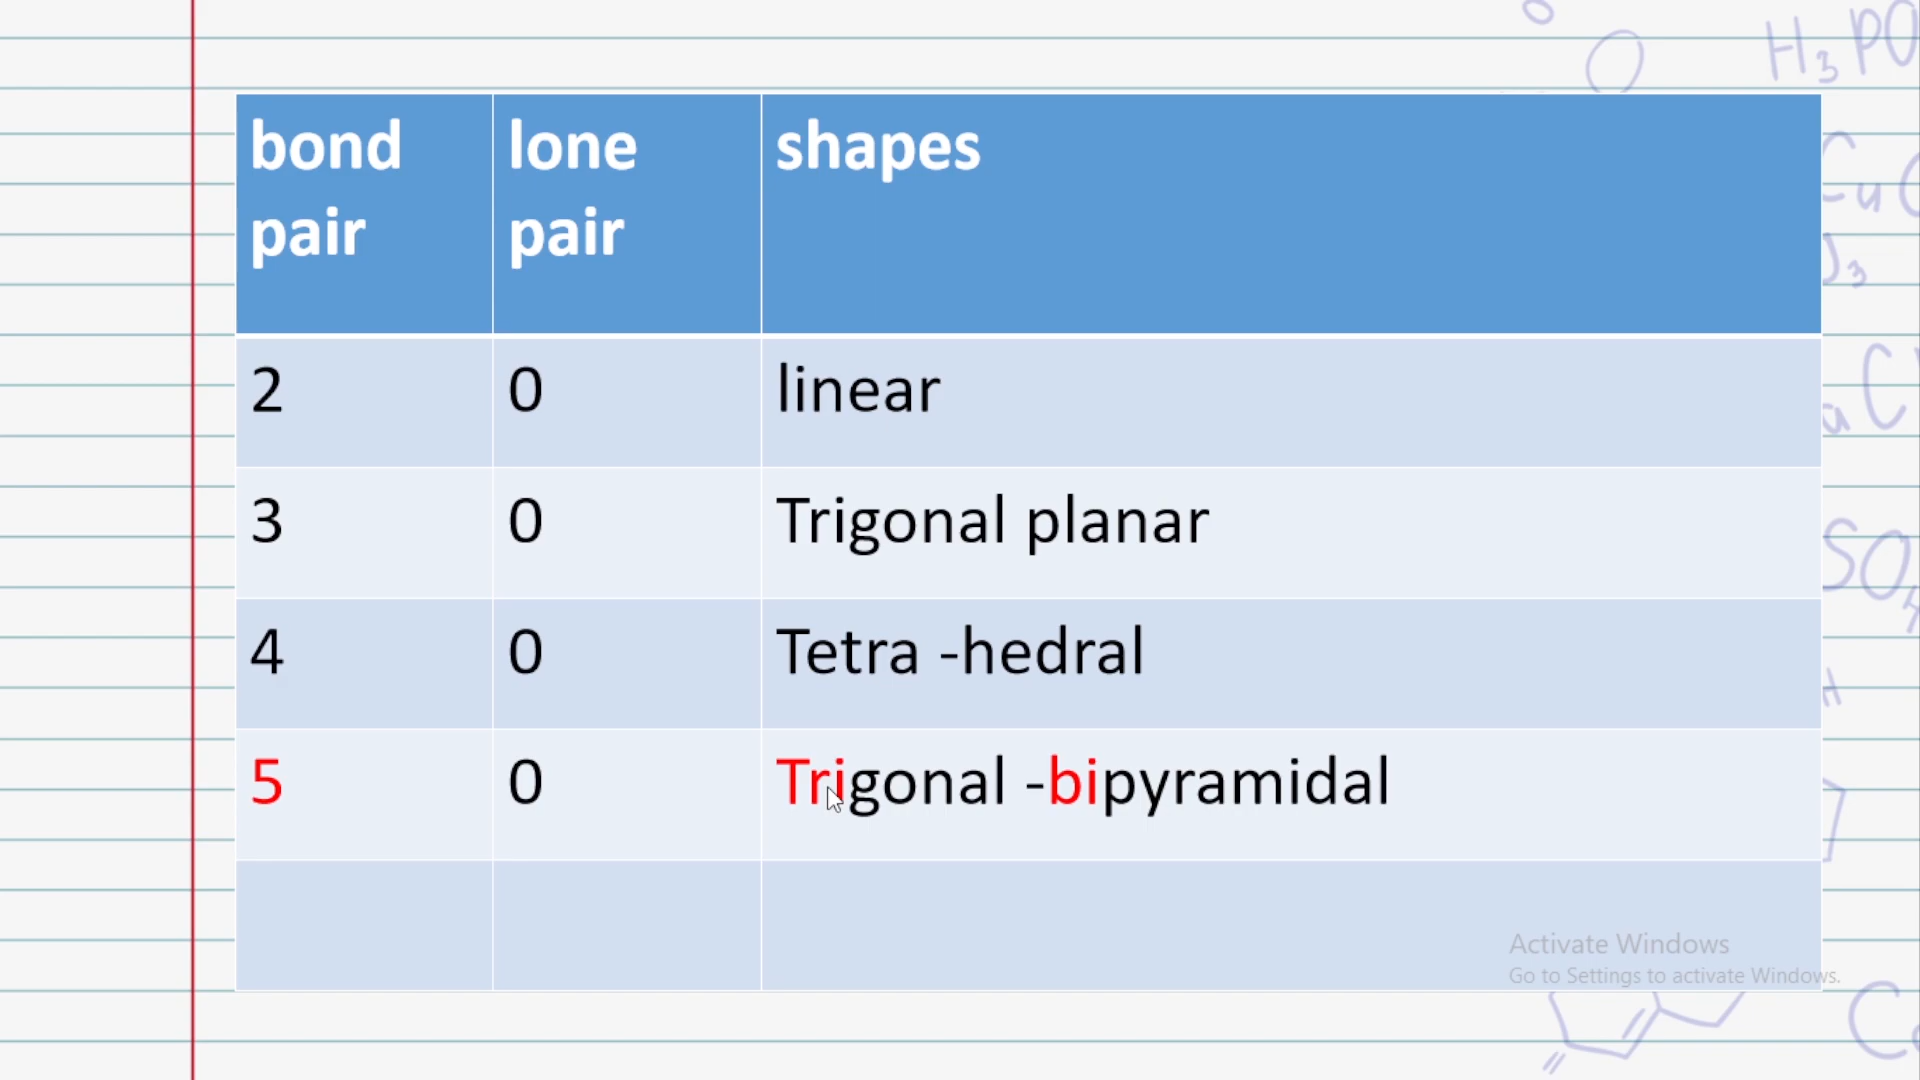 bond pair lone pair shapes
2 0 linear
3 0 Trigonal planar
4 0 Tetra -hedral
5 0 Trigonal -bipyramidal
Activate Windows
Go to Settings to activate Windows.